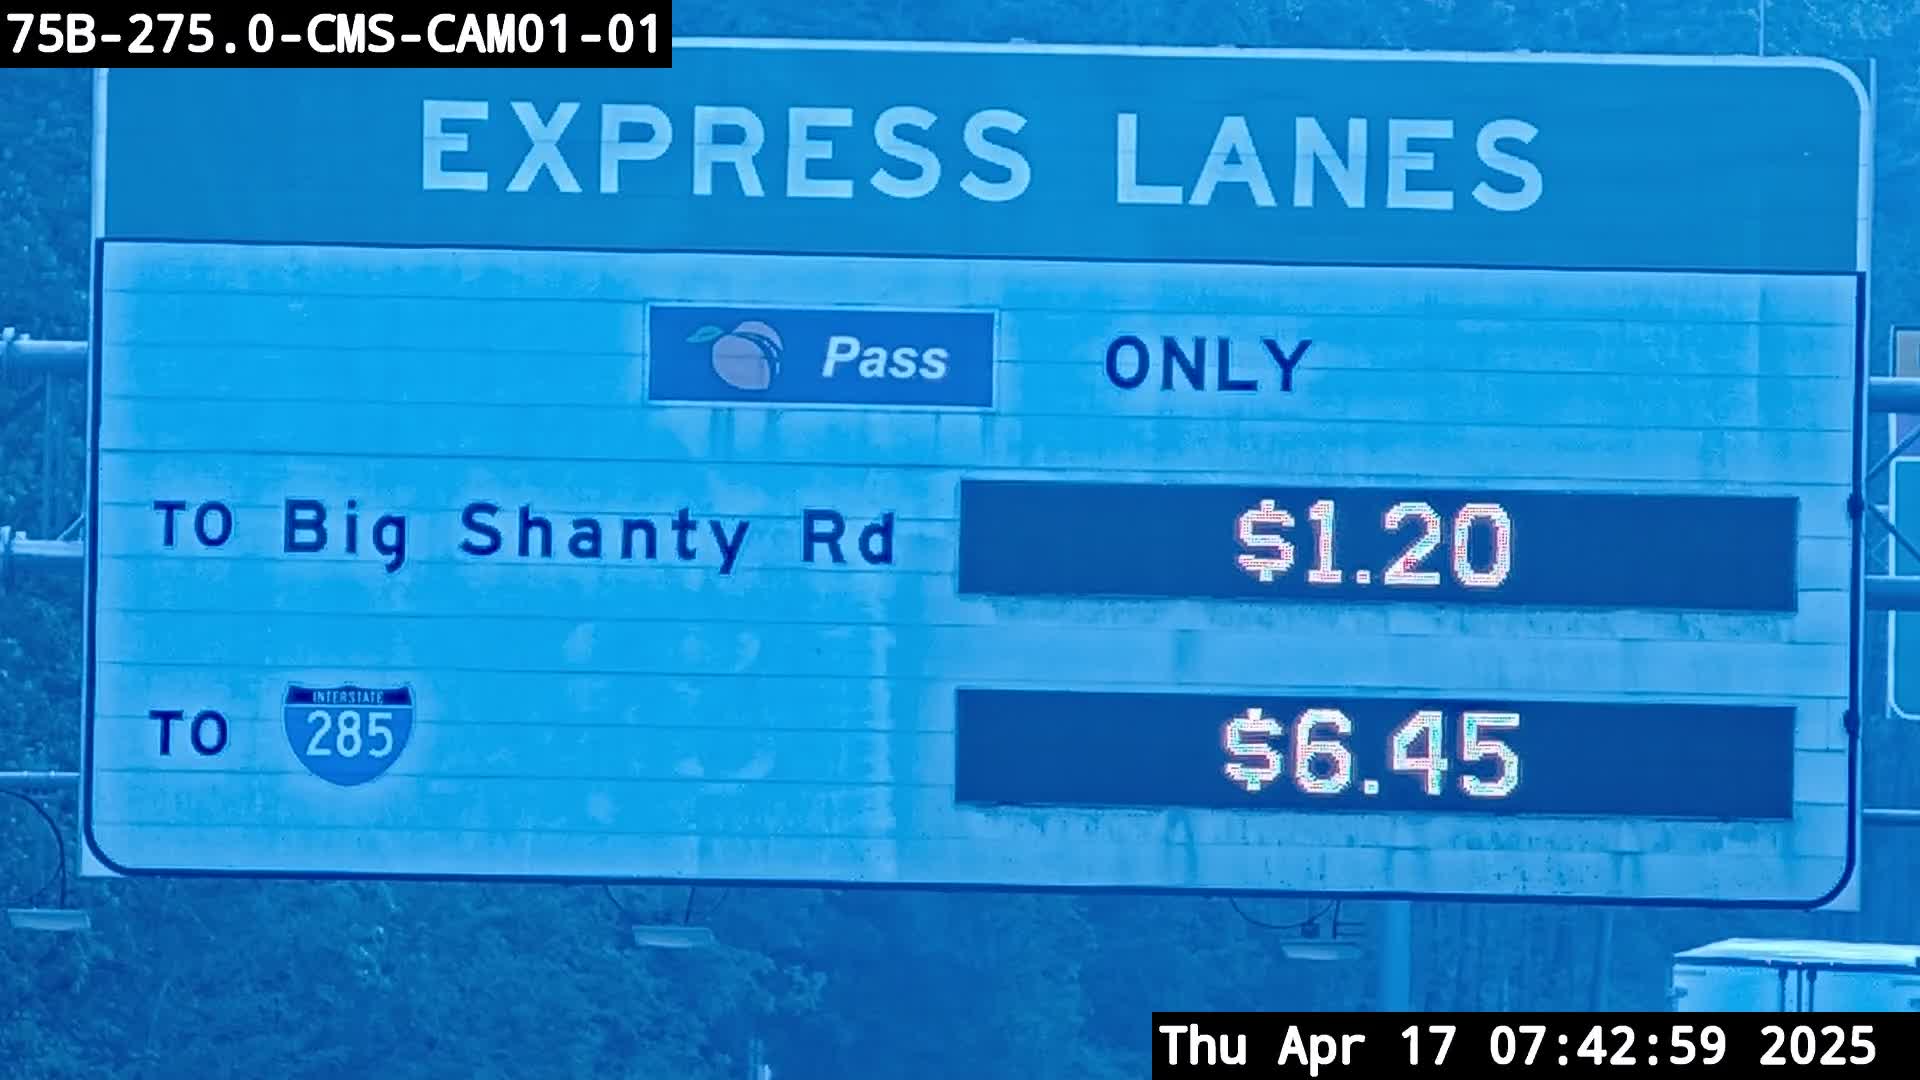 75B-275.0-CMS-CAM01-01
EXPRESS LANES
Pass ONLY
TO Big Shanty Rd $1.20
INTERSTATE
TO 285 $6.45
Thu Apr 17 07:42:59 2025